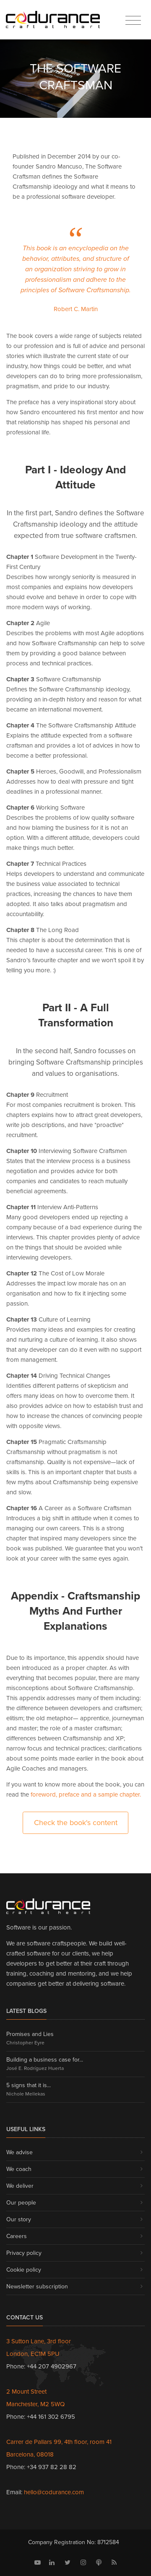 codurance
craft at heart
THE SOFTWARE
CRAFTSMAN
Published in December 2014 by our co-
founder Sandro Mancuso, The Software
Craftsman defines the Software
Craftsmanship ideology and what it means to
be a professional software developer.
“
This book is an encyclopedia on the
behavior, attributes, and structure of
an organization striving to grow in
professionalism and adhere to the
principles of Software Craftsmanship.
Robert C. Martin
The book covers a wide range of subjects related
to our profession and is full of advice and personal
stories which illustrate the current state of our
industry, how things could be better, and what
developers can do to bring more professionalism,
pragmatism, and pride to our industry.
The preface has a very inspirational story about
how Sandro encountered his first mentor and how
that relationship has shaped his personal and
professional life.
Part I - Ideology And
Attitude
In the first part, Sandro defines the Software
Craftsmanship ideology and the attitude
expected from true software craftsmen.
Chapter 1 Software Development in the Twenty-
First Century
Describes how wrongly seniority is measured in
most companies and explains how developers
should evolve and behave in order to cope with
the modern ways of working.
Chapter 2 Agile
Describes the problems with most Agile adoptions
and how Software Craftsmanship can help to solve
them by providing a good balance between
process and technical practices.
Chapter 3 Software Craftsmanship
Defines the Software Craftsmanship ideology,
providing an in-depth history and reason for what
became an international movement.
Chapter 4 The Software Craftsmanship Attitude
Explains the attitude expected from a software
craftsman and provides a lot of advices in how to
become a better professional.
Chapter 5 Heroes, Goodwill, and Professionalism
Addresses how to deal with pressure and tight
deadlines in a professional manner.
Chapter 6 Working Software
Describes the problems of low quality software
and how blaming the business for it is not an
option. With a different attitude, developers could
make things much better.
Chapter 7 Technical Practices
Helps developers to understand and communicate
the business value associated to technical
practices, increasing the chances to have them
adopted. It also talks about pragmatism and
accountability.
Chapter 8 The Long Road
This chapter is about the determination that is
needed to have a successful career. This is one of
Sandro's favourite chapter and we won't spoil it by
telling you more. :)
Part II - A Full
Transformation
In the second half, Sandro focusses on
bringing Software Craftsmanship principles
and values to organisations.
Chapter 9 Recruitment
For most companies recruitment is broken. This
chapters explains how to attract good developers,
write job descriptions, and have “proactive”
recruitment.
Chapter 10 Interviewing Software Craftsmen
States that the interview process is a business
negotiation and provides advice for both
companies and candidates to reach mutually
beneficial agreements.
Chapter 11 Interview Anti-Patterns
Many good developers ended up rejecting a
company because of a bad experience during the
interviews. This chapter provides plenty of advice
on the what not to do when interviewing
developers.
Chapter 12 The Cost of Low Morale
Addresses the impact low morale has on an
organisation and how to fix it injecting some
passion.
Chapter 13 Culture of Learning
Provides many ideas and examples for creating
and nurturing a culture of learning. It also shows
that any developer can do it even with no support
from management.
Chapter 14 Driving Technical Changes
Identifies different patterns of skepticism and
offers many ideas on how to overcome them. It
also provides advice on how to establish trust and
gain expertise to drive change. It explains how to
deal with difficult bosses, development teams and
architects.
Chapter 15 Pragmatic Craftsmanship
Craftsmanship without pragmatism is not
craftsmanship. Quality is not expensive—lack of
skills is. This is an important chapter that busts a
few myths about Craftsmanship being expensive
and slow.
Chapter 16 A Career as a Software Craftsman
Introduces a big shift in attitude when it comes to
managing our own careers. This is a strong
chapter that impressed many developers since the
book was published. We guarantee that you won't
look at your career with the same eyes again.
Appendix - Craftsmanship
Myths And Further
Explanations
Due to its importance, this appendix should have
been introduced as a proper chapter. As with
everything that becomes popular, there are many
misconceptions about Software Craftsmanship.
This appendix addresses many of them including:
the difference between developers and craftsmen;
elitism; the old metaphor— apprentice, journeyman
and master; the role of a master craftsman;
differences between Craftsmanship and XP;
narrow focus and technical practices; clarifications
about some points made earlier in the book about
Agile Coaches and managers.
If you want to know more about the book, you can
read the foreword, preface and a sample chapter.
Check the book's content
codurance
craft at heart
Software is our passion.
We are software craftspeople. We build well-
crafted software for our clients, we help
developers to get better at their craft through
training, coaching and mentoring, and we help
companies get better at delivering software.
LATEST BLOGS
Promises and Lies
Christopher Eyre
Building a business case for...
José E. Rodríguez Huerta
5 signs that it is...
Nichole Mellekas
USEFUL LINKS
We advise
We coach
We deliver
Our people
Our story
Careers
Privacy policy
Cookie policy
Newsletter subscription
CONTACT US
3 Sutton Lane, 3rd floor
London, EC1M 5PU
Phone: +44 207 4902967
2 Mount Street
Manchester, M2 5WQ
Phone: +44 161 302 6795
Carrer de Pallars 99, 4th floor, room 41
Barcelona, 08018
Phone: +34 937 82 28 82
Email: hello@codurance.com
Company Registration No: 8712584